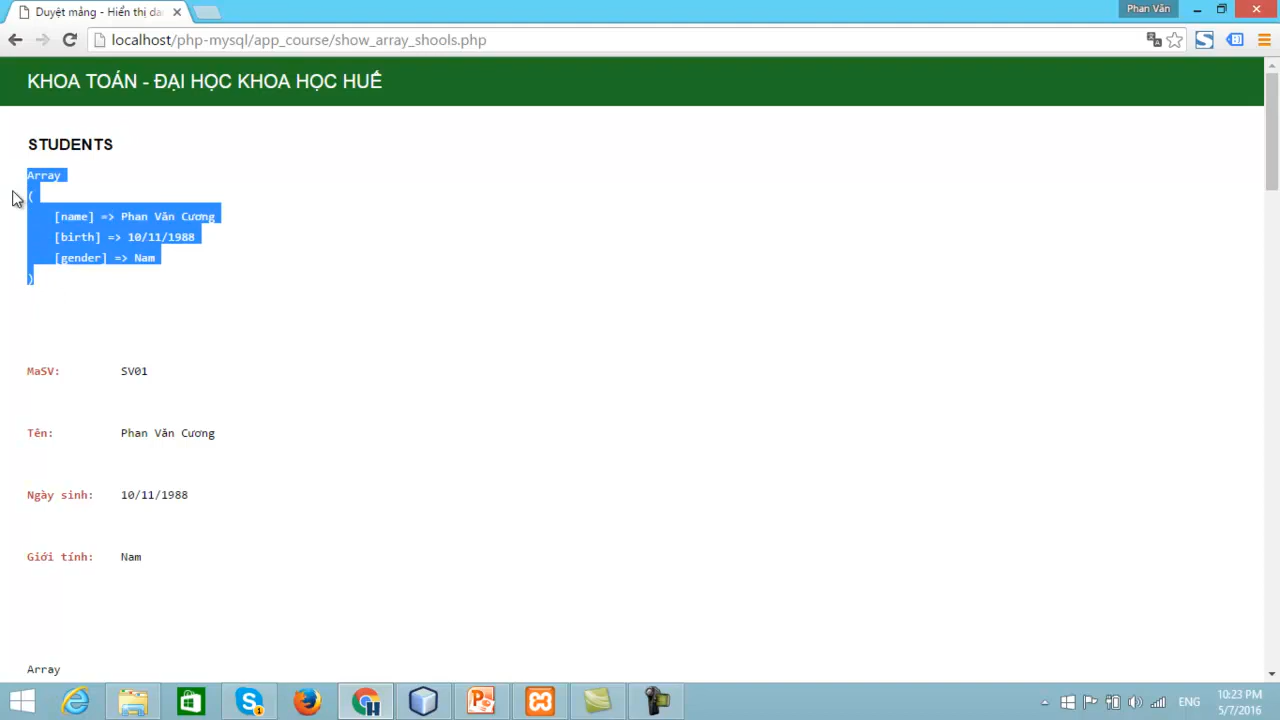 Duyệt mảng - Hiển thị da
Phan Văn
localhost/php-mysql/app_course/show_array_shools.php
KHOA TOÁN - ĐẠI HỌC KHOA HỌC HUẾ
STUDENTS
Array
(
[name] => Phan Văn Cương
[birth] => 10/11/1988
[gender] => Nam
)
MaSV: SV01
Tên: Phan Văn Cương
Ngày sinh: 10/11/1988
Giới tính: Nam
Array
ENG
10:23 PM
5/7/2016